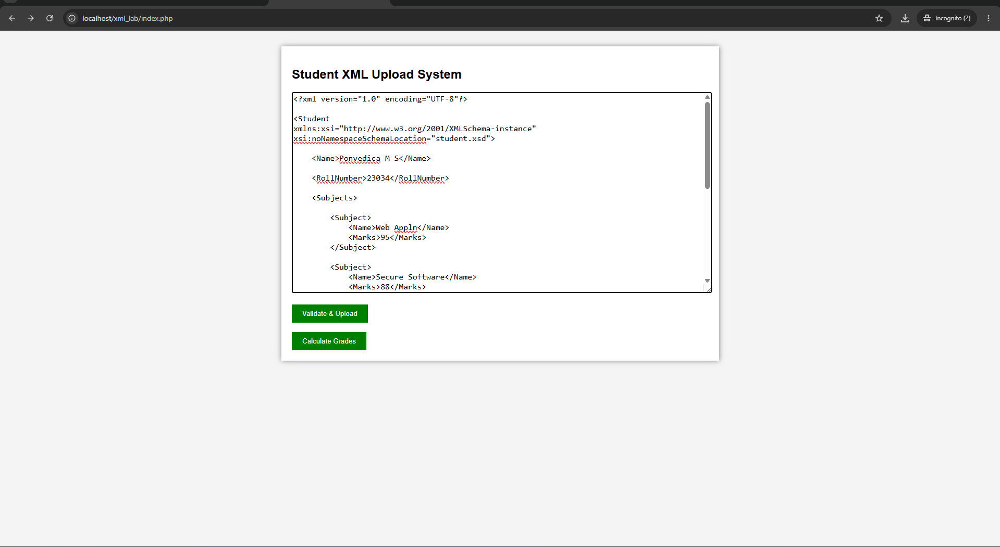 localhost/xml_lab/index.php
Incognito (2)
Student XML Upload System
<?xml version="1.0" encoding="UTF-8"?>
<Student
xmlns:xsi="http://www.w3.org/2001/XMLSchema-instance"
xsi:noNamespaceSchemaLocation="student.xsd">
<Name>Ponvedica M S</Name>
<RollNumber>23034</RollNumber>
<Subjects>
<Subject>
<Name>Web Appln</Name>
<Marks>95</Marks>
</Subject>
<Subject>
<Name>Secure Software</Name>
<Marks>88</Marks>
Validate & Upload
Calculate Grades